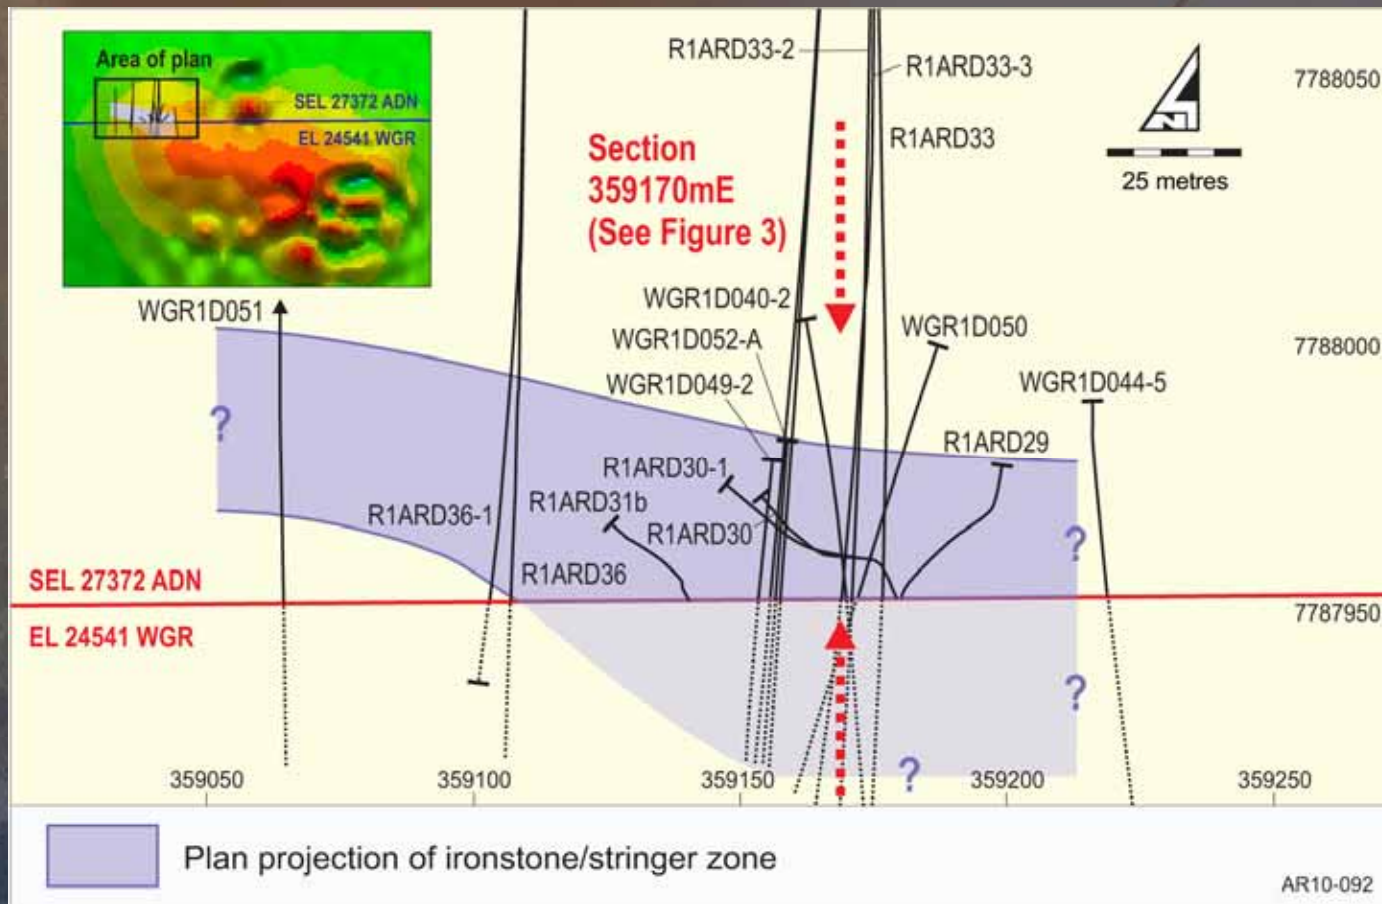 Area of plan
SEL 27372 ADN
EL 24541 WGR
R1ARD33-2
R1ARD33-3
R1ARD33
7788050
N
25 metres
Section
359170mE
(See Figure 3)
WGR1D051
WGR1D040-2
WGR1D052-A
WGR1D049-2
WGR1D050
7788000
WGR1D044-5
R1ARD29
?
R1ARD30-1
R1ARD31b
R1ARD36-1
R1ARD30
?
R1ARD36
SEL 27372 ADN
EL 24541 WGR
7787950
?
?
359050
359100
359150
359200
359250
Plan projection of ironstone/stringer zone
AR10-092